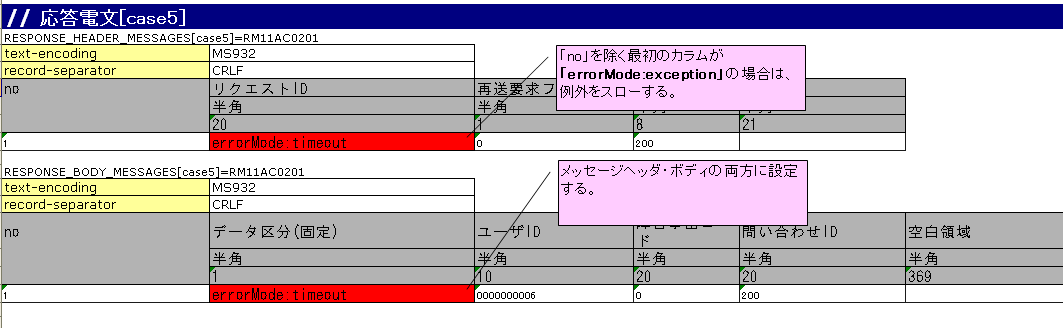 // 応答電文[case5]
RESPONSE_HEADER_MESSAGES[case5]=RM11AC0201
text-encoding MS932
record-separator CRLF
no リクエストID 再送要求フ
半角 半角
20 1 8 21
1 errorMode:timeout 0 200
「no」を除く最初のカラムが
「errorMode:exception」の場合は、
例外をスローする。
RESPONSE_BODY_MESSAGES[case5]=RM11AC0201
text-encoding MS932
record-separator CRLF
メッセージヘッダ・ボディの両方に設定
する。
no データ区分(固定) ユーザID ド 問い合わせID 空白領域
半角 半角 半角 半角 半角
1 10 20 20 369
1 errorMode:timeout 0000000006 0 200